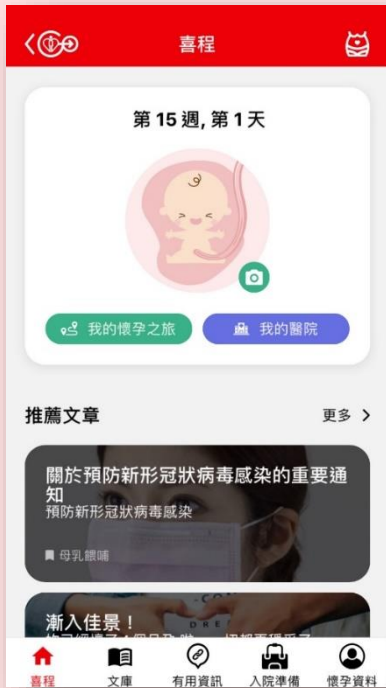 喜程
第 15 週, 第 1 天
我的懷孕之旅
我的醫院
推薦文章
更多
關於預防新形冠狀病毒感染的重要通
知
預防新形冠狀病毒感染
母乳餵哺
漸入佳景！
喜程
文庫
有用資訊
入院準備
懷孕資料